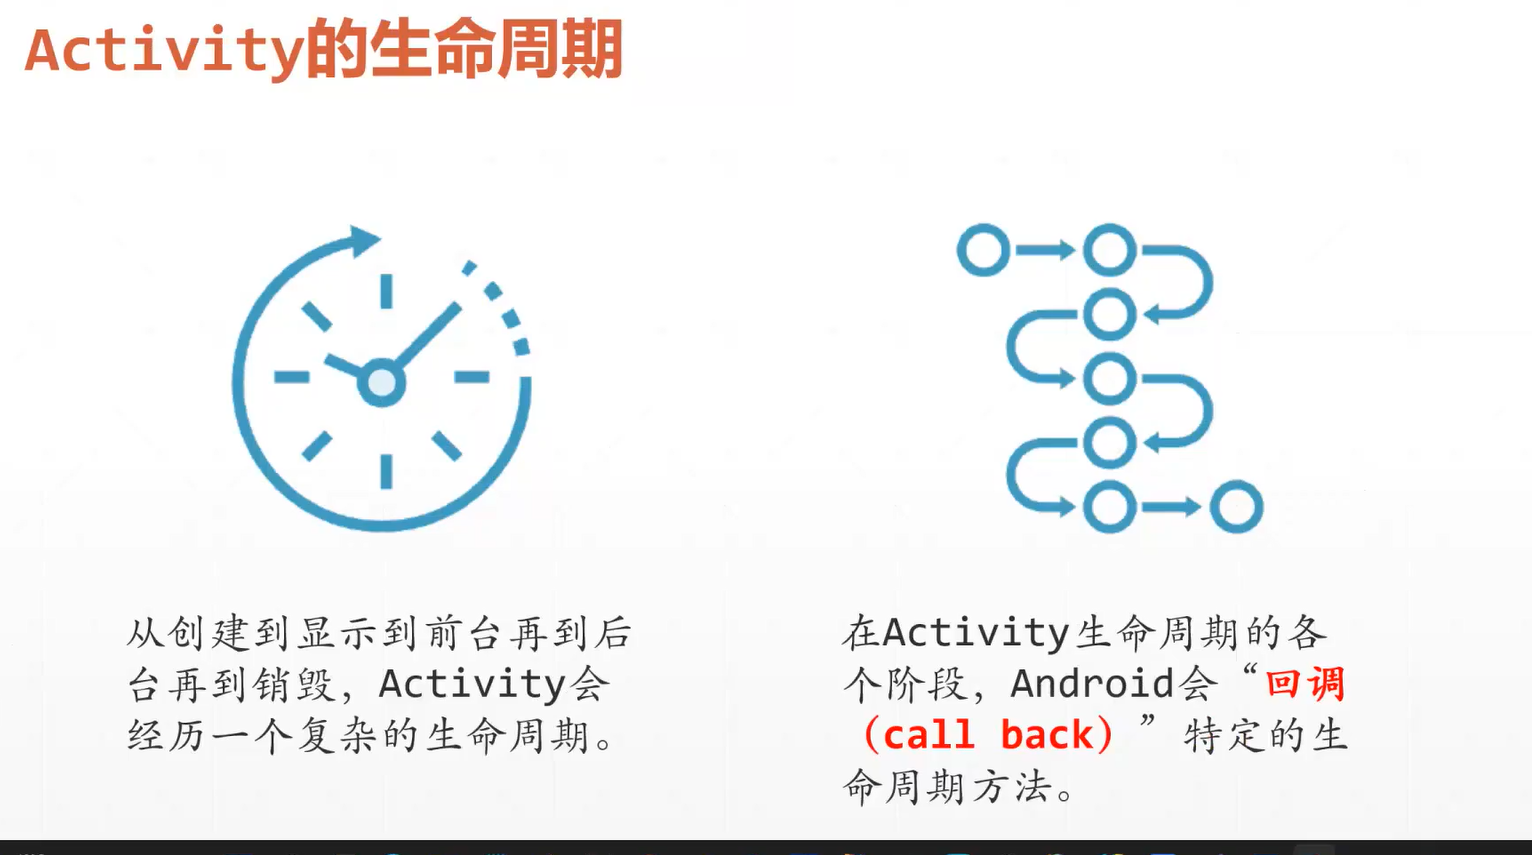 Activity的生命周期
从创建到显示到前台再到后
台再到销毁，Activity会
经历一个复杂的生命周期。
在Activity生命周期的各
个阶段，Android会“回调
（call back）”特定的生
命周期方法。